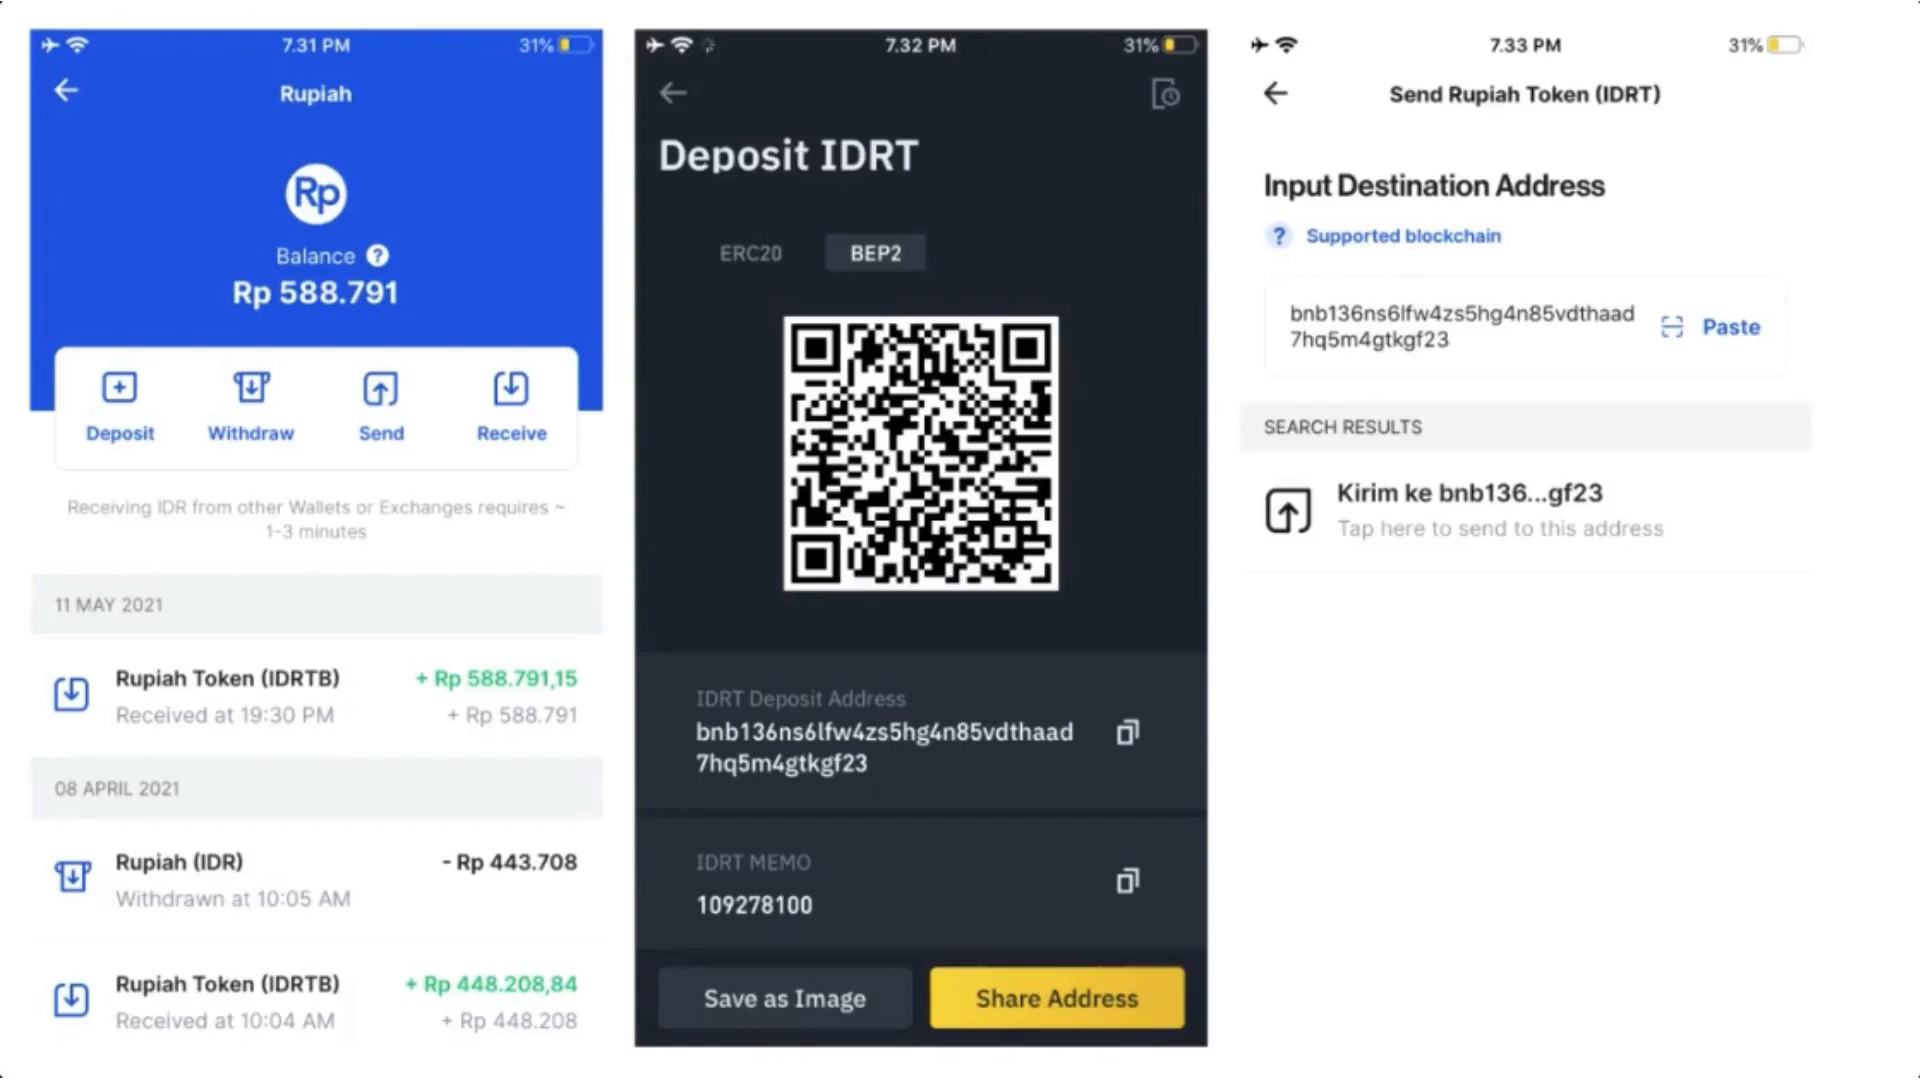 7.31 PM
31%
Rupiah
Rp
Balance ?
Rp 588.791
Deposit
Withdraw
Send
Receive
Receiving IDR from other Wallets or Exchanges requires ~
1-3 minutes
11 MAY 2021
Rupiah Token (IDRTB)
+ Rp 588.791,15
Received at 19:30 PM
+ Rp 588.791
08 APRIL 2021
Rupiah (IDR)
- Rp 443.708
Withdrawn at 10:05 AM
Rupiah Token (IDRTB)
+ Rp 448.208,84
Received at 10:04 AM
+ Rp 448.208
7.32 PM
31%
Deposit IDRT
ERC20
BEP2
IDRT Deposit Address
bnb136ns6lfw4zs5hg4n85vdthaad
7hq5m4gtkgf23
IDRT MEMO
109278100
Save as Image
Share Address
7.33 PM
31%
Send Rupiah Token (IDRT)
Input Destination Address
? Supported blockchain
bnb136ns6lfw4zs5hg4n85vdthaad
7hq5m4gtkgf23
Paste
SEARCH RESULTS
Kirim ke bnb136...gf23
Tap here to send to this address